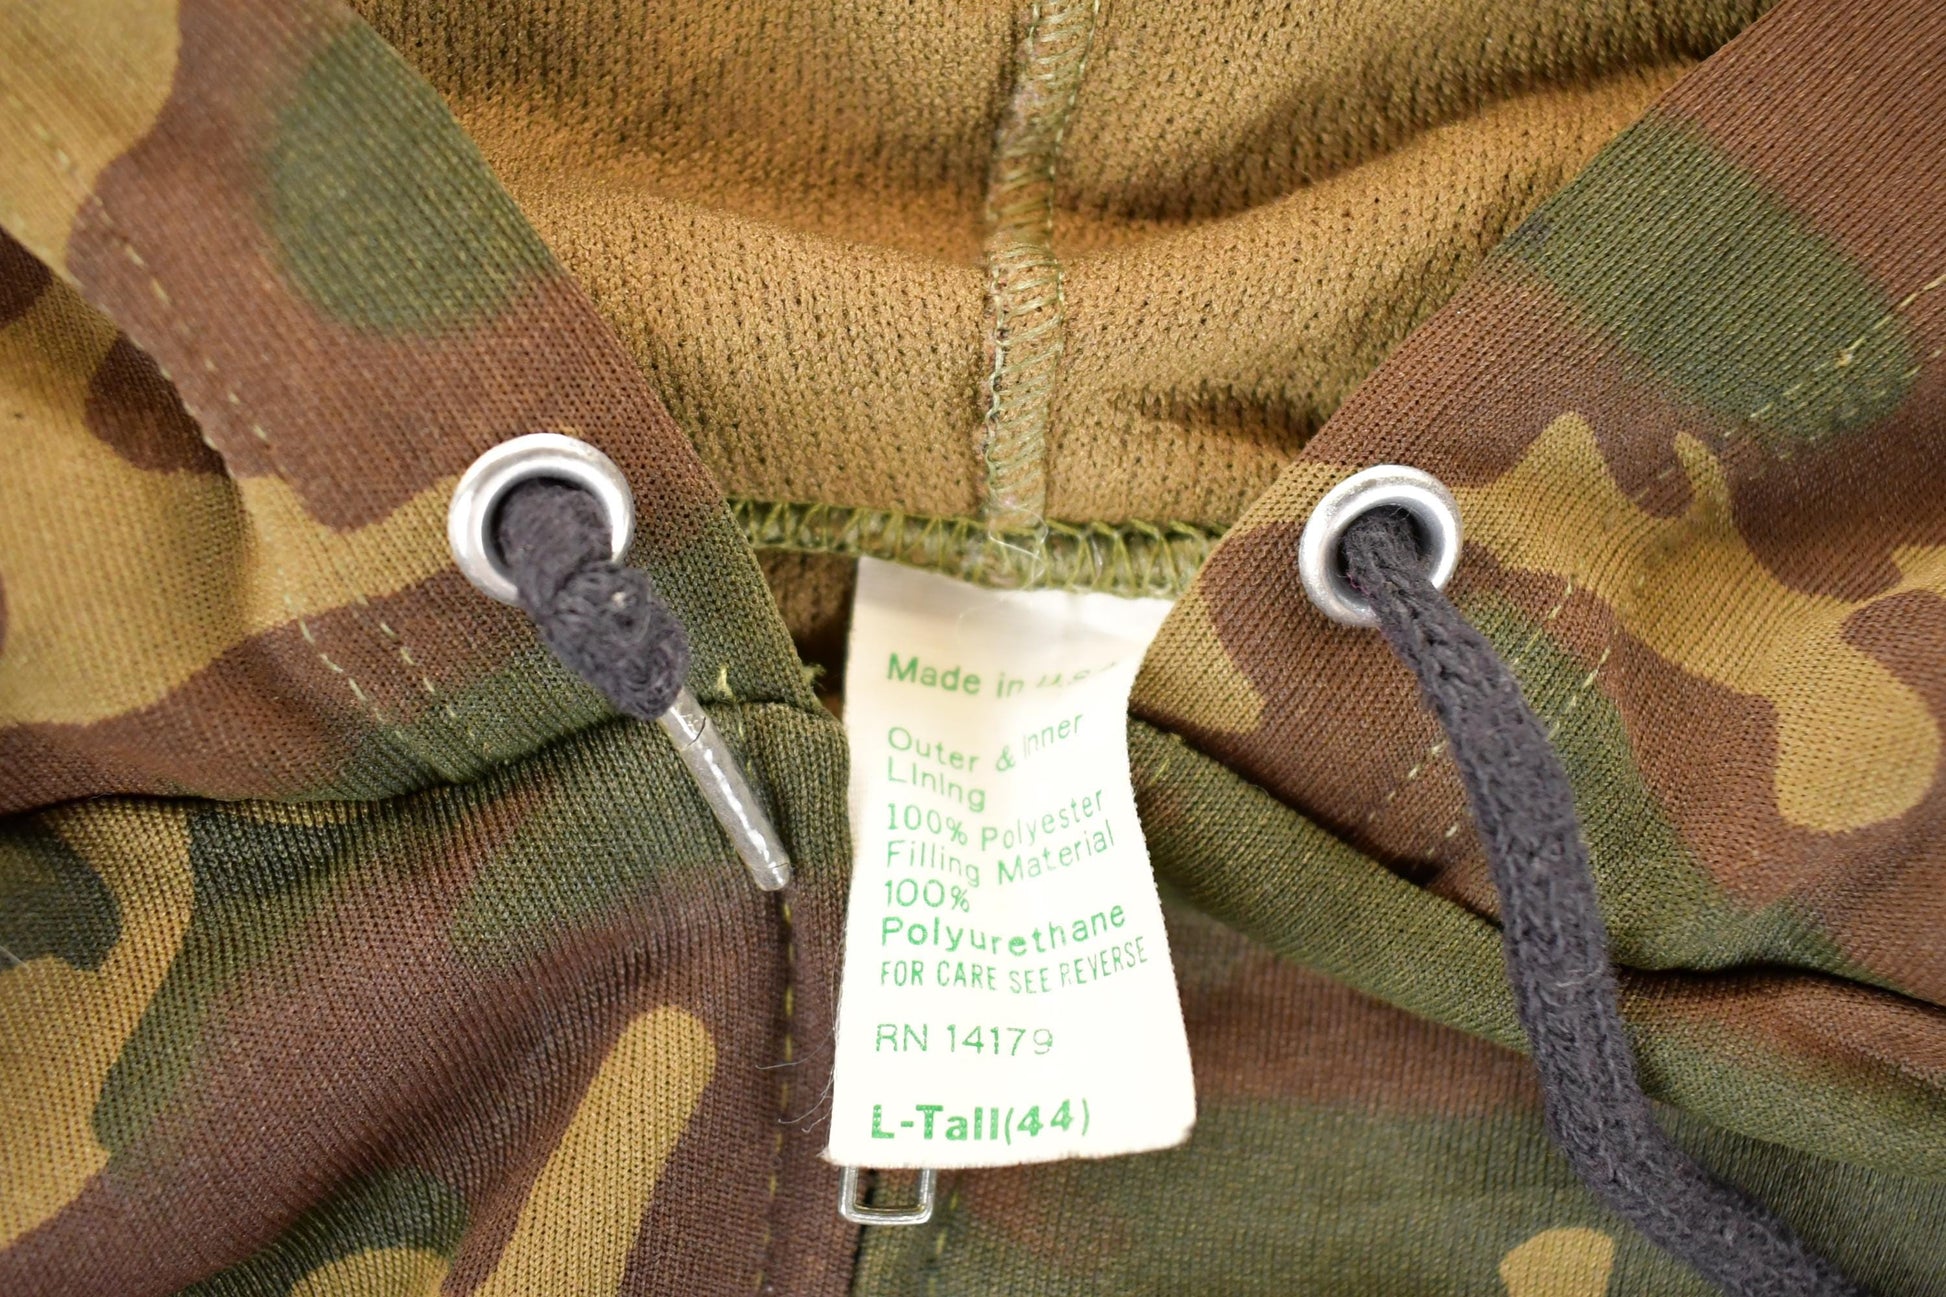 Made in U.S.A.
Outer & Inner
Lining
100% Polyester
Filling Material
100%
Polyurethane
FOR CARE SEE REVERSE
RN 14179
L-Tall(44)